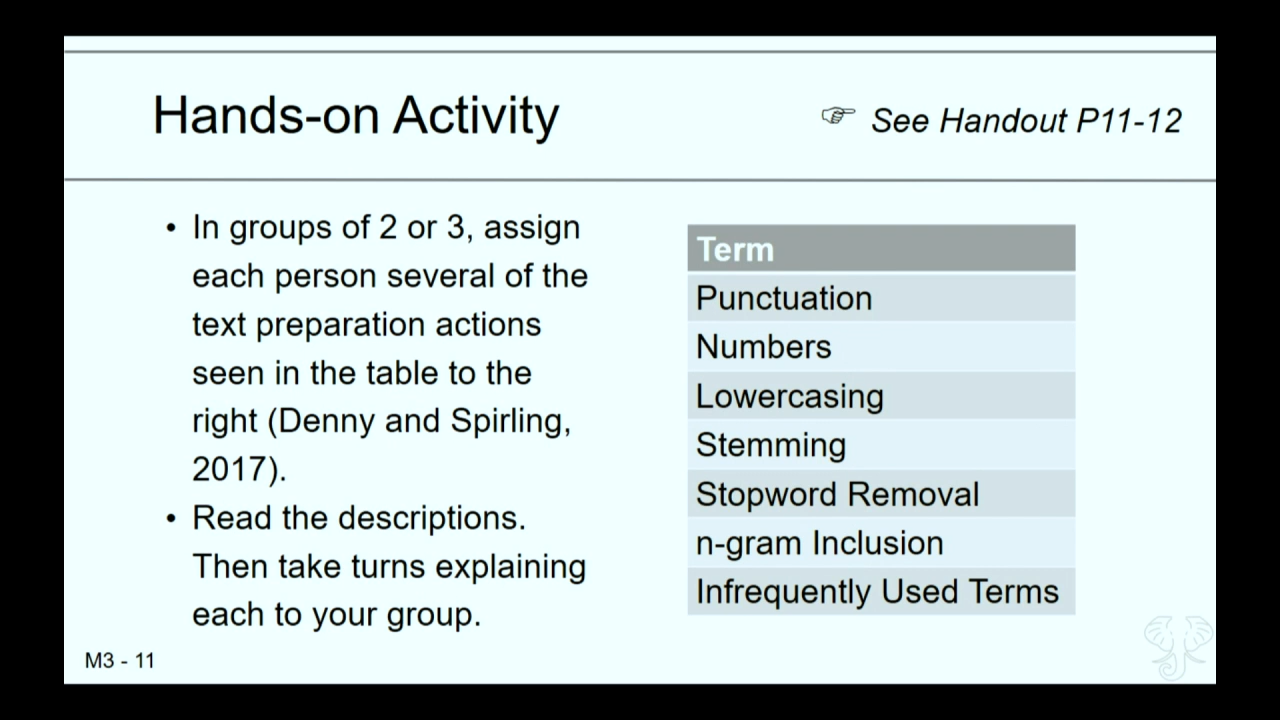 Hands-on Activity
☞ See Handout P11-12
• In groups of 2 or 3, assign
each person several of the
text preparation actions
seen in the table to the
right (Denny and Spirling,
2017).
• Read the descriptions.
Then take turns explaining
each to your group.
Term
Punctuation
Numbers
Lowercasing
Stemming
Stopword Removal
n-gram Inclusion
Infrequently Used Terms
M3 - 11